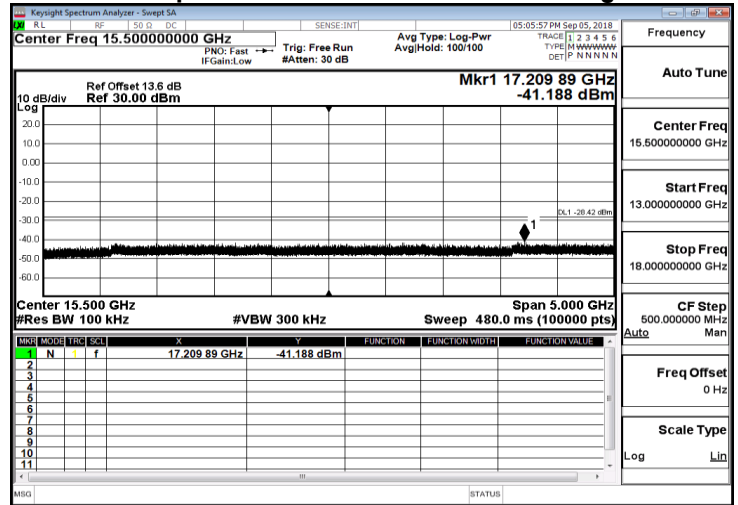 Keysight Spectrum Analyzer - Swept SA
RL RF 50 Ω DC SENSE:INT 05:05:57 PM Sep 05, 2018
Center Freq 15.500000000 GHz
PNO: Fast
IFGain:Low
Trig: Free Run
#Atten: 30 dB
Avg Type: Log-Pwr
Avg|Hold: 100/100
TRACE 1 2 3 4 5 6
TYPE M W W W W W
DET P N N N N N
Ref Offset 13.6 dB
10 dB/div Ref 30.00 dBm
Log
Mkr1 17.209 89 GHz
-41.188 dBm
20.0
10.0
0.00
-10.0
-20.0
-30.0
-40.0
-50.0
-60.0
DL1 -28.42 dBm
1
Center 15.500 GHz Span 5.000 GHz
#Res BW 100 kHz #VBW 300 kHz Sweep 480.0 ms (100000 pts)
MKR MODE TRC SCL X Y FUNCTION FUNCTION WIDTH FUNCTION VALUE
1 N 1 f 17.209 89 GHz -41.188 dBm
2
3
4
5
6
7
8
9
10
11
MSG STATUS
Frequency
Auto Tune
Center Freq
15.500000000 GHz
Start Freq
13.000000000 GHz
Stop Freq
18.000000000 GHz
CF Step
500.000000 MHz
Auto Man
Freq Offset
0 Hz
Scale Type
Log Lin